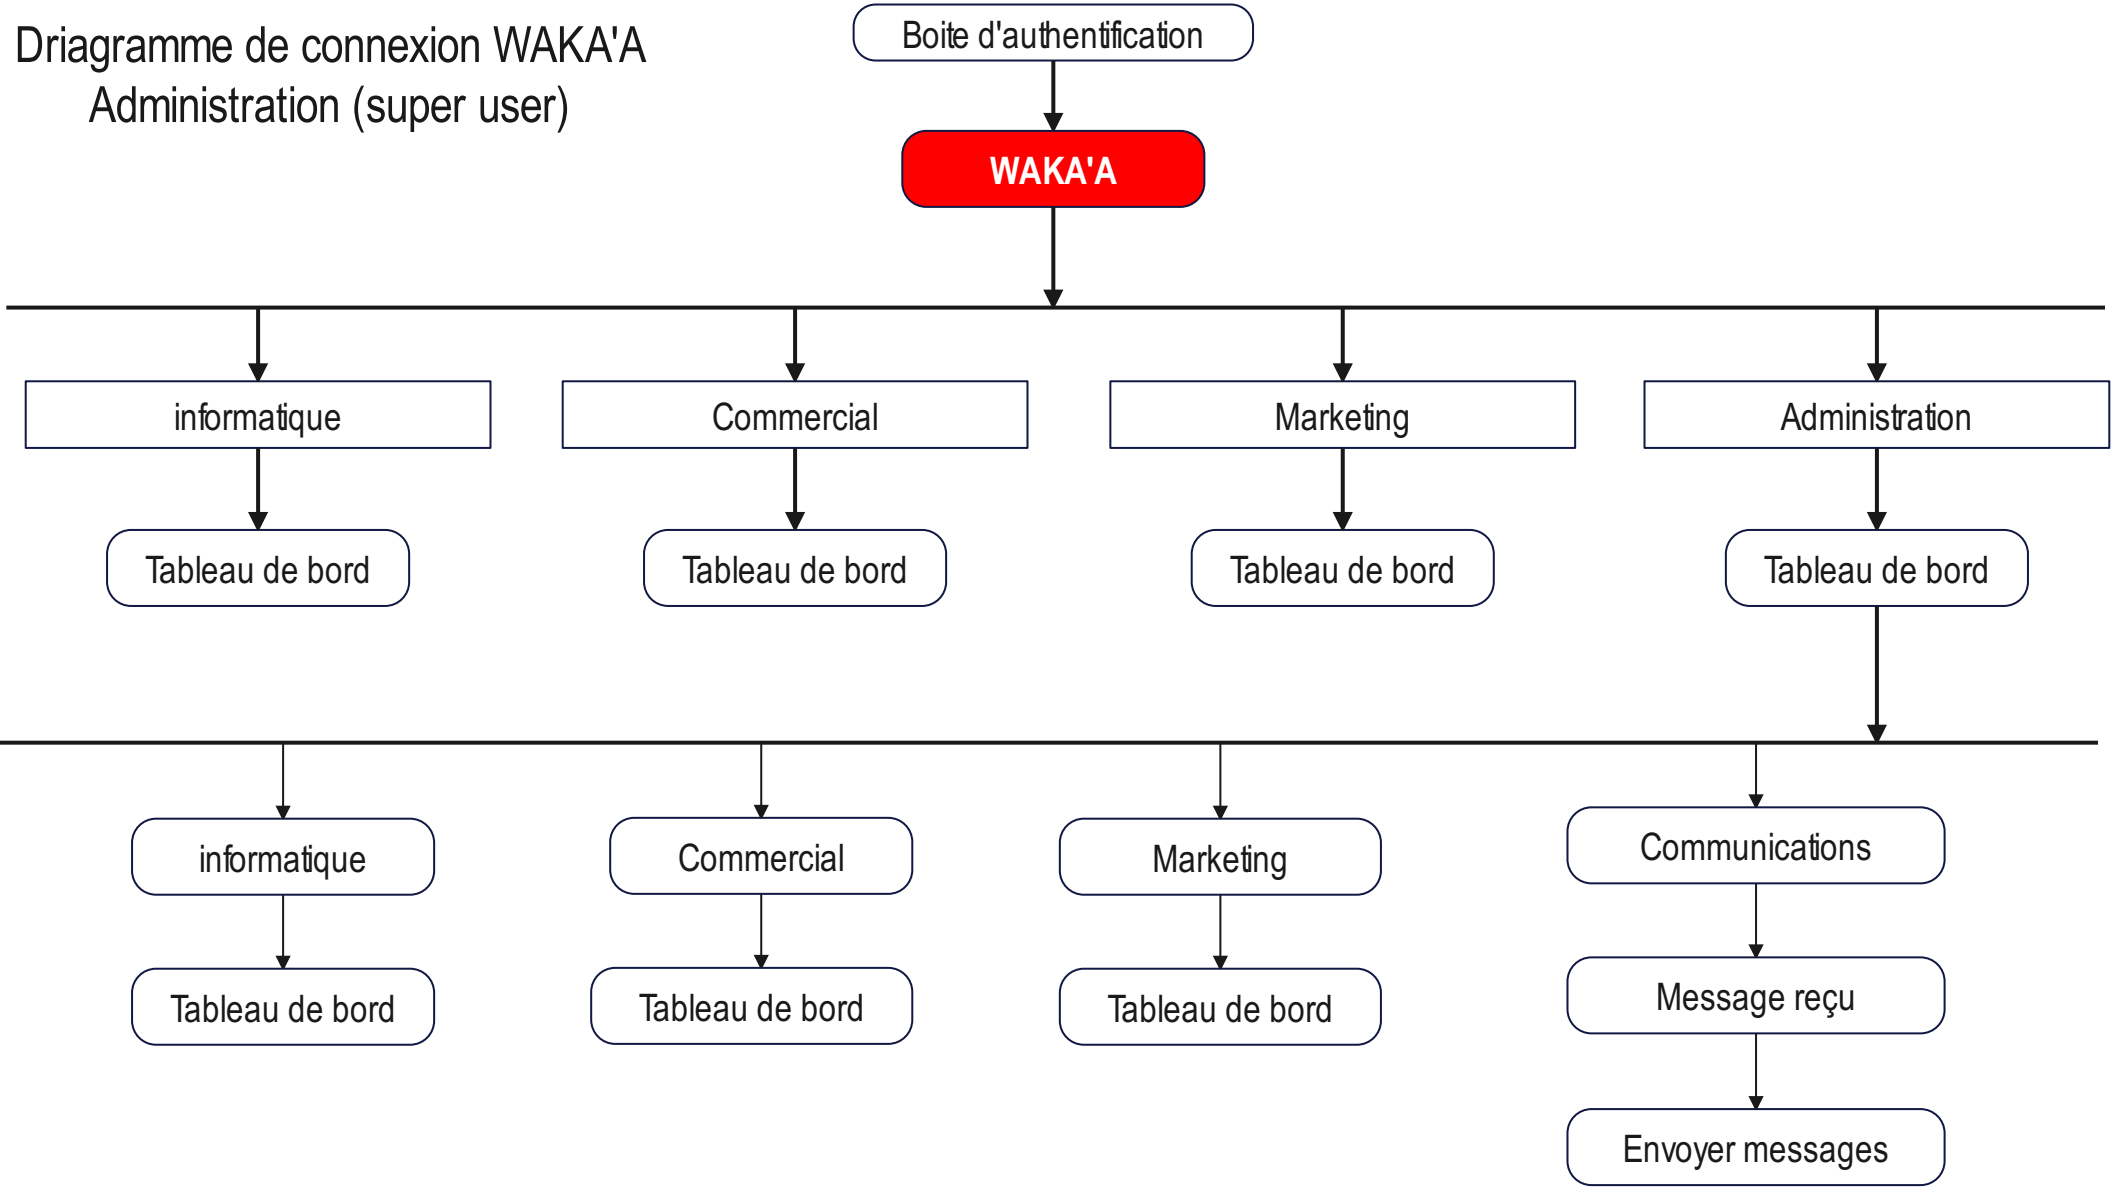 Driagramme de connexion WAKA'A
Administration (super user)
Boite d'authentification
WAKA'A
informatique
Commercial
Marketing
Administration
Tableau de bord
Tableau de bord
Tableau de bord
Tableau de bord
informatique
Commercial
Marketing
Communications
Tableau de bord
Tableau de bord
Tableau de bord
Message reçu
Envoyer messages